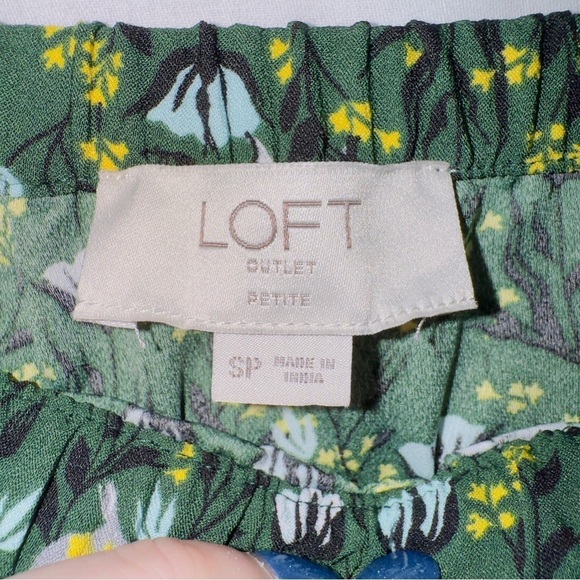 LOFT
OUTLET
PETITE
SP MADE IN
INDIA